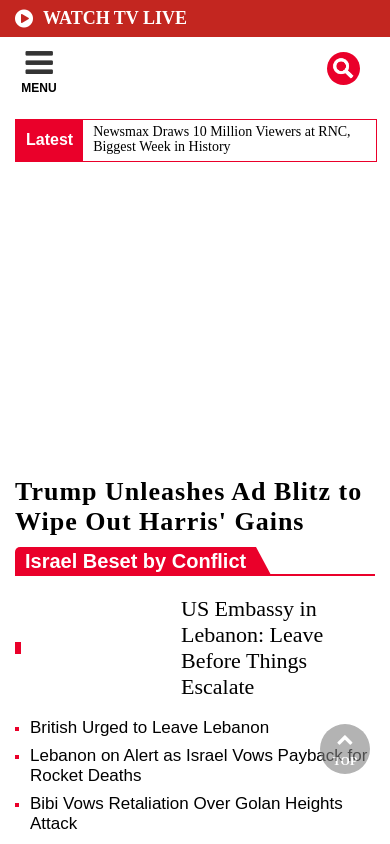 WATCH TV LIVE
MENU
Latest
Newsmax Draws 10 Million Viewers at RNC,
Biggest Week in History
Trump Unleashes Ad Blitz to
Wipe Out Harris' Gains
Israel Beset by Conflict
US Embassy in
Lebanon: Leave
Before Things
Escalate
British Urged to Leave Lebanon
Lebanon on Alert as Israel Vows Payback for
Rocket Deaths
TOP
Bibi Vows Retaliation Over Golan Heights
Attack